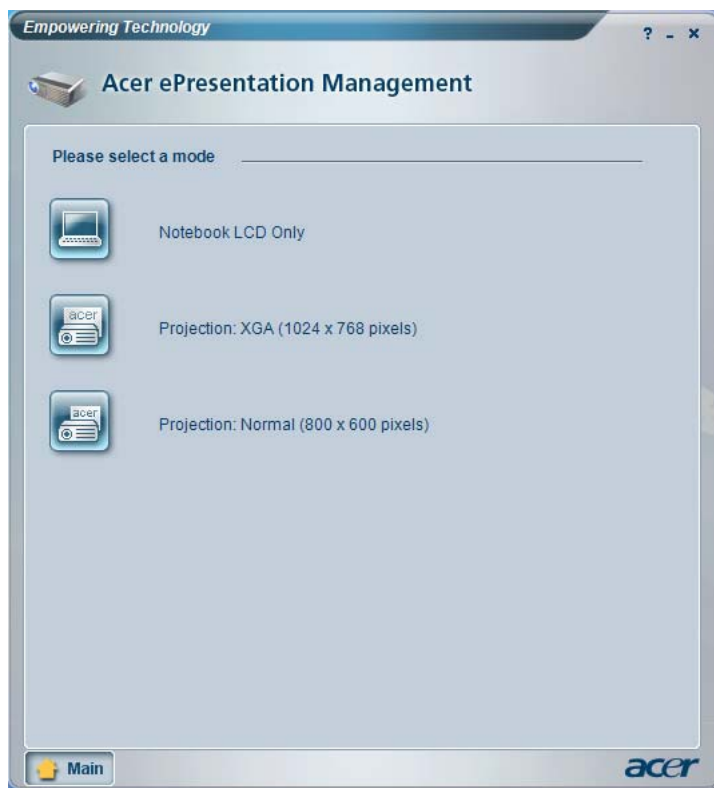 Empowering Technology
? - x
Acer ePresentation Management
Please select a mode
Notebook LCD Only
acer
Projection: XGA (1024 x 768 pixels)
acer
Projection: Normal (800 x 600 pixels)
Main
acer